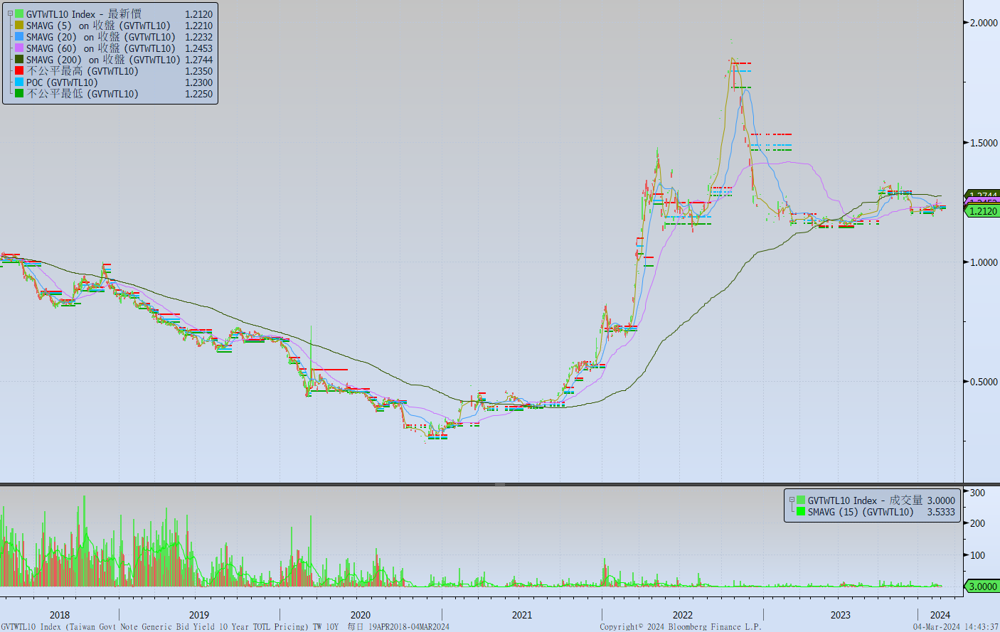 GVTWTL10 Index - 最新價 1.2120
SMAVG (5) on 收盤 (GVTWTL10) 1.2210
SMAVG (20) on 收盤 (GVTWTL10) 1.2232
SMAVG (60) on 收盤 (GVTWTL10) 1.2453
SMAVG (200) on 收盤 (GVTWTL10) 1.2744
不公平最高 (GVTWTL10) 1.2350
POC (GVTWTL10) 1.2300
不公平最低 (GVTWTL10) 1.2250
2.0000
1.5000
1.2744
1.2120
1.0000
0.5000
GVTWTL10 Index - 成交量 3.0000
SMAVG (15) (GVTWTL10) 3.5333
300
200
100
3.0000
2018 2019 2020 2021 2022 2023 2024
GVTWTL10 Index (Taiwan Govt Note Generic Bid Yield 10 Year TOTL Pricing) TW 10Y 每日 19APR2018-04MAR2024 Copyright© 2024 Bloomberg Finance L.P. 04-Mar-2024 14:43:37